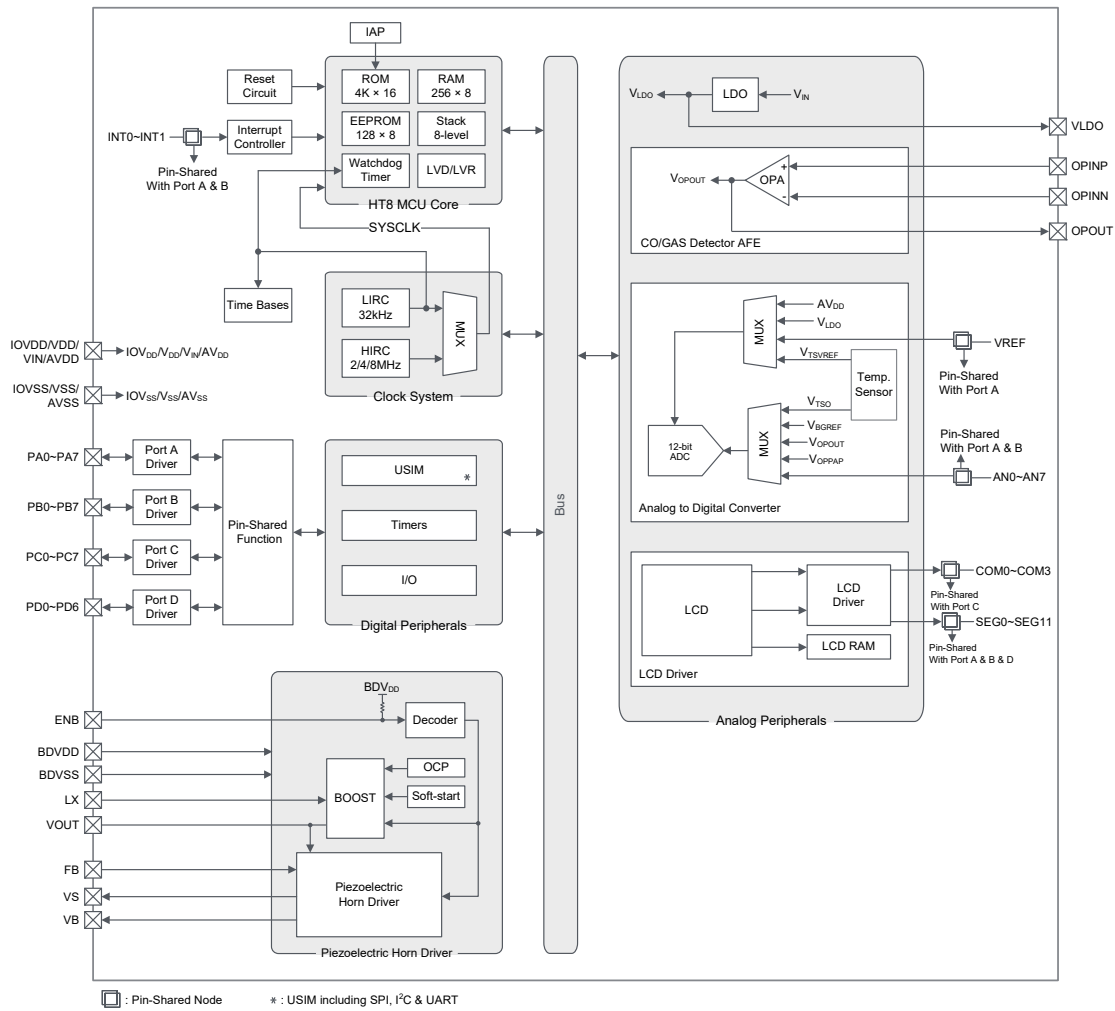 IAP
Reset
Circuit
ROM
4K × 16
RAM
256 × 8
INT0~INT1
Pin-Shared
With Port A & B
Interrupt
Controller
EEPROM
128 × 8
Stack
8-level
Watchdog
Timer
LVD/LVR
HT8 MCU Core
SYSCLK
Time Bases
LIRC
32kHz
HIRC
2/4/8MHz
MUX
Clock System
IOVDD/VDD/
VIN/AVDD
IOVDD/VDD/VIN/AVDD
IOVSS/VSS/
AVSS
IOVSS/VSS/AVSS
PA0~PA7
Port A
Driver
PB0~PB7
Port B
Driver
PC0~PC7
Port C
Driver
PD0~PD6
Port D
Driver
Pin-Shared
Function
USIM
*
Timers
I/O
Digital Peripherals
Bus
VLDO
LDO
VIN
VLDO
VOPOUT
OPA
+
-
OPINP
OPINN
OPOUT
CO/GAS Detector AFE
MUX
AVDD
VLDO
VTSVREF
VREF
Pin-Shared
With Port A
Temp.
Sensor
12-bit
ADC
MUX
VTSO
VBGREF
VOPOUT
VOPPAP
Pin-Shared
With Port A & B
AN0~AN7
Analog to Digital Converter
LCD
LCD
Driver
LCD RAM
COM0~COM3
Pin-Shared
With Port C
SEG0~SEG11
Pin-Shared
With Port A & B & D
LCD Driver
Analog Peripherals
ENB
BDVDD
BDVSS
LX
VOUT
FB
VS
VB
BDVDD
Decoder
BOOST
OCP
Soft-start
Piezoelectric
Horn Driver
Piezoelectric Horn Driver
: Pin-Shared Node
* : USIM including SPI, I²C & UART